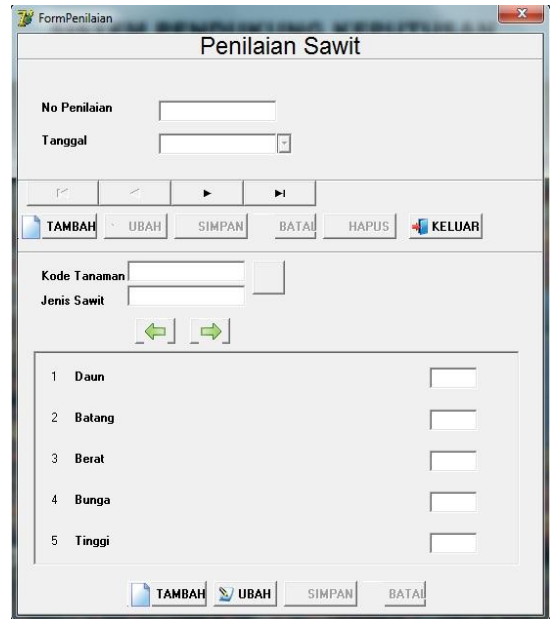 FormPenilaian
Penilaian Sawit
No Penilaian
Tanggal
TAMBAH UBAH SIMPAN BATAL HAPUS KELUAR
Kode Tanaman
Jenis Sawit
1 Daun
2 Batang
3 Berat
4 Bunga
5 Tinggi
TAMBAH UBAH SIMPAN BATAL